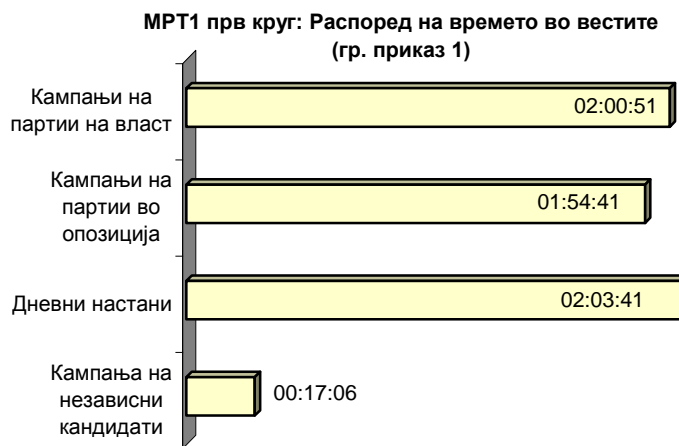 МРТ1 прв круг: Распоред на времето во вестите
(гр. приказ 1)
Кампањи на
партии на власт
02:00:51
Кампањи на
партии во
опозиција
01:54:41
Дневни настани
02:03:41
Кампања на
независни
кандидати
00:17:06